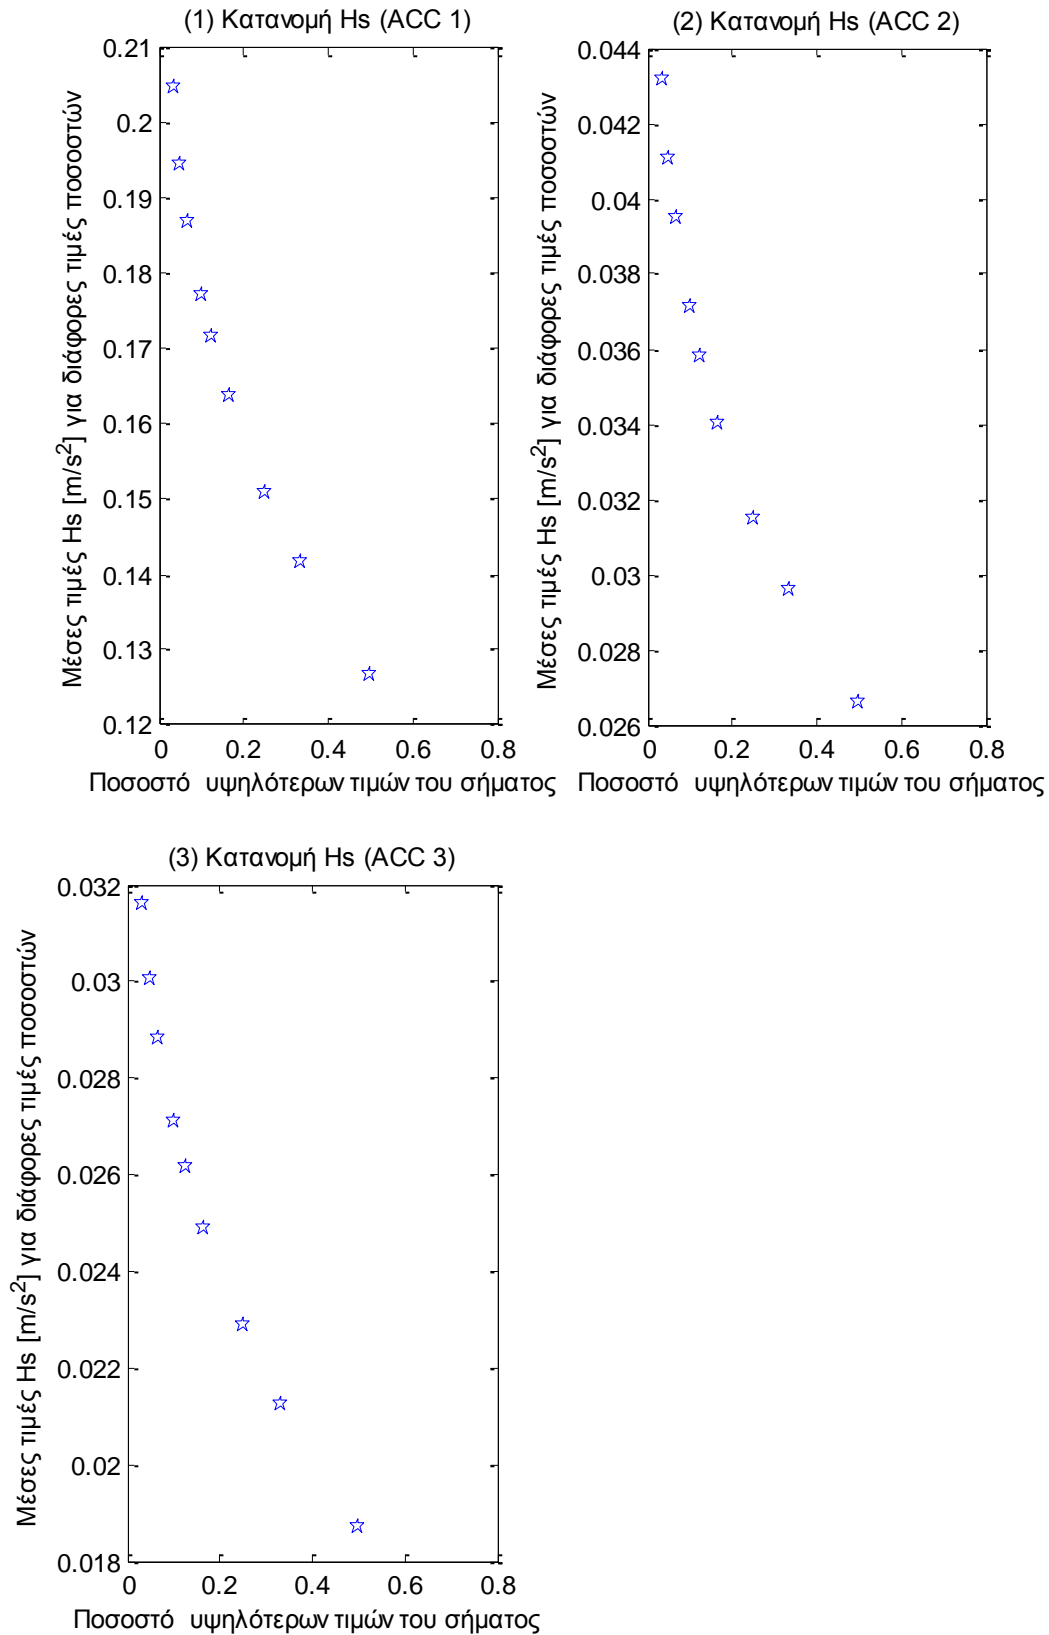 (1) Κατανομή Hs (ACC 1)
Μέσες τιμές Hs [m/s²] για διάφορες τιμές ποσοστών
0.21
0.2
0.19
0.18
0.17
0.16
0.15
0.14
0.13
0.12
0 0.2 0.4 0.6 0.8
Ποσοστό υψηλότερων τιμών του σήματος
(2) Κατανομή Hs (ACC 2)
Μέσες τιμές Hs [m/s²] για διάφορες τιμές ποσοστών
0.044
0.042
0.04
0.038
0.036
0.034
0.032
0.03
0.028
0.026
0 0.2 0.4 0.6 0.8
Ποσοστό υψηλότερων τιμών του σήματος
(3) Κατανομή Hs (ACC 3)
Μέσες τιμές Hs [m/s²] για διάφορες τιμές ποσοστών
0.032
0.03
0.028
0.026
0.024
0.022
0.02
0.018
0 0.2 0.4 0.6 0.8
Ποσοστό υψηλότερων τιμών του σήματος